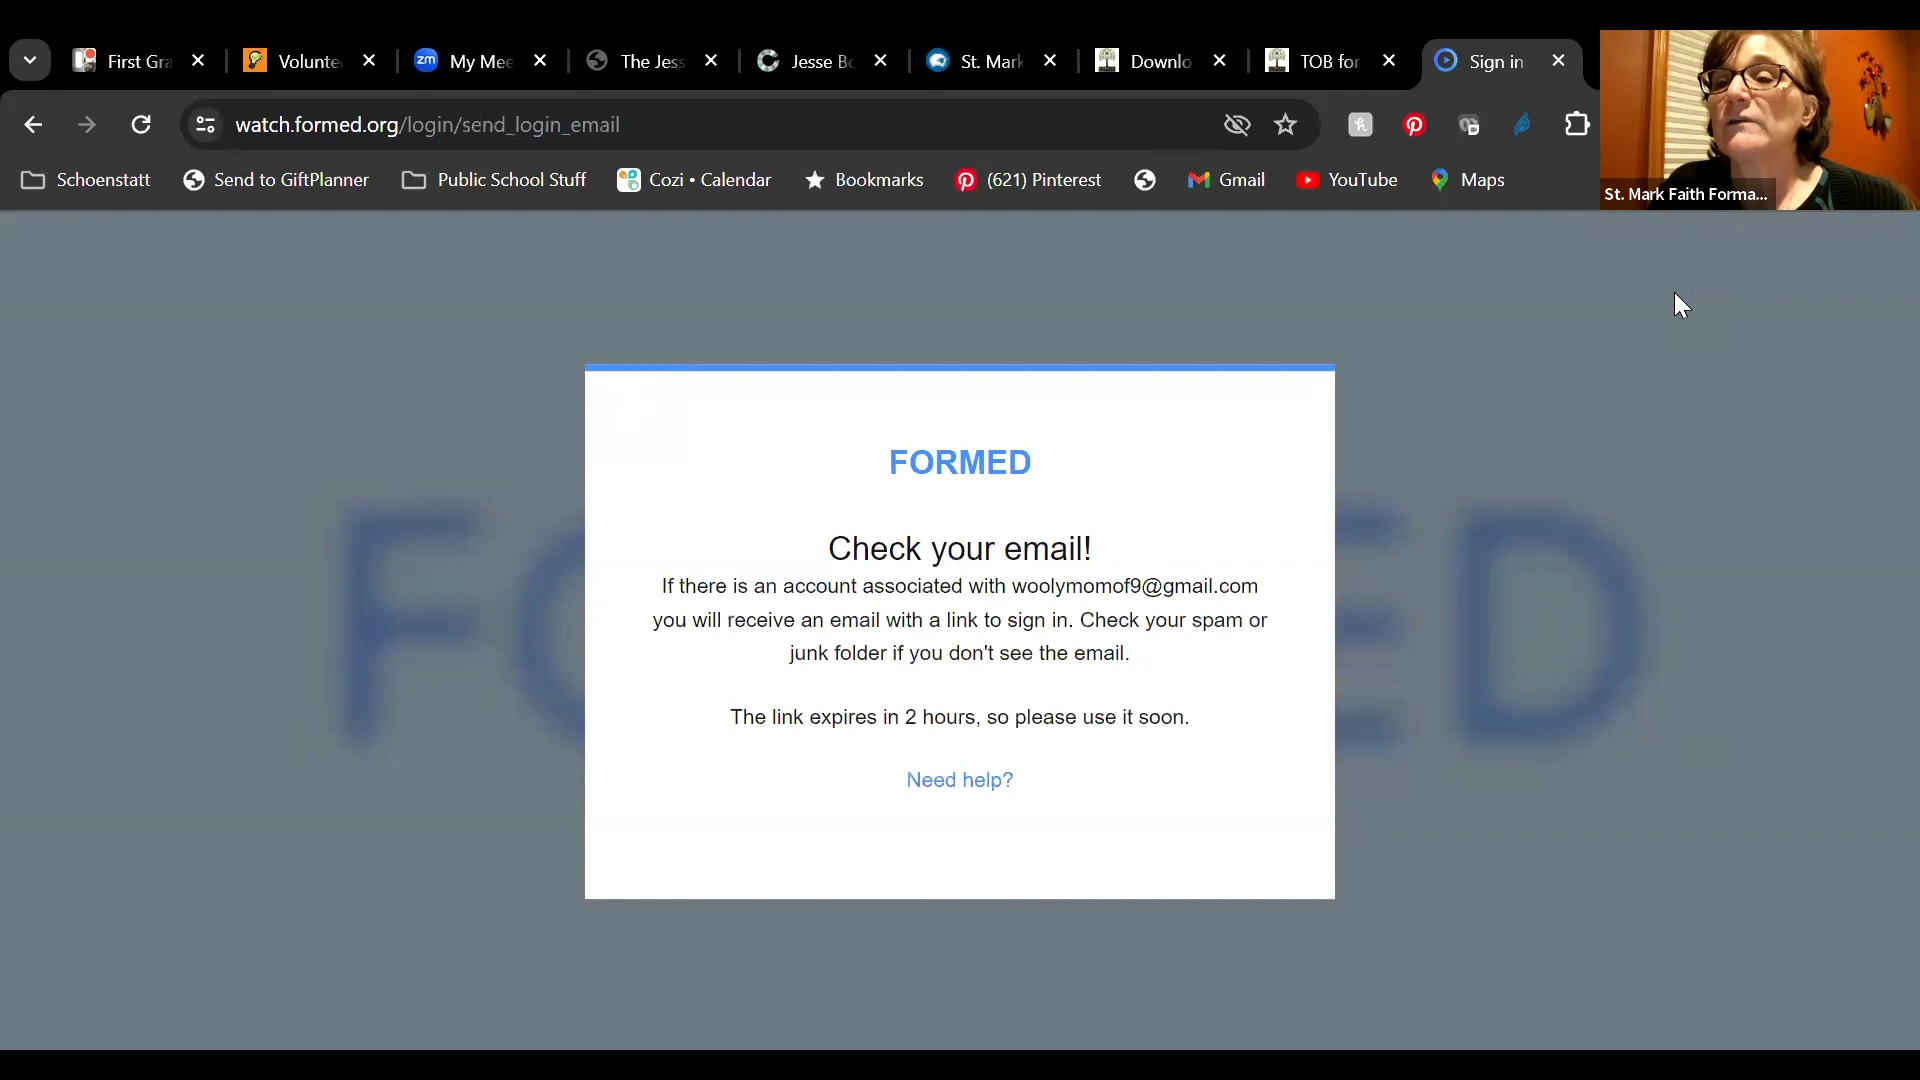 First Gra
Volunte
zm My Mee
The Jess
Jesse Bo
St. Mark
Downlo
TOB for
Sign in
watch.formed.org/login/send_login_email
Schoenstatt
Send to GiftPlanner
Public School Stuff
Cozi • Calendar
Bookmarks
(621) Pinterest
Gmail
YouTube
Maps
St. Mark Faith Forma...
FORMED
Check your email!
If there is an account associated with woolymomof9@gmail.com
you will receive an email with a link to sign in. Check your spam or
junk folder if you don't see the email.
The link expires in 2 hours, so please use it soon.
Need help?